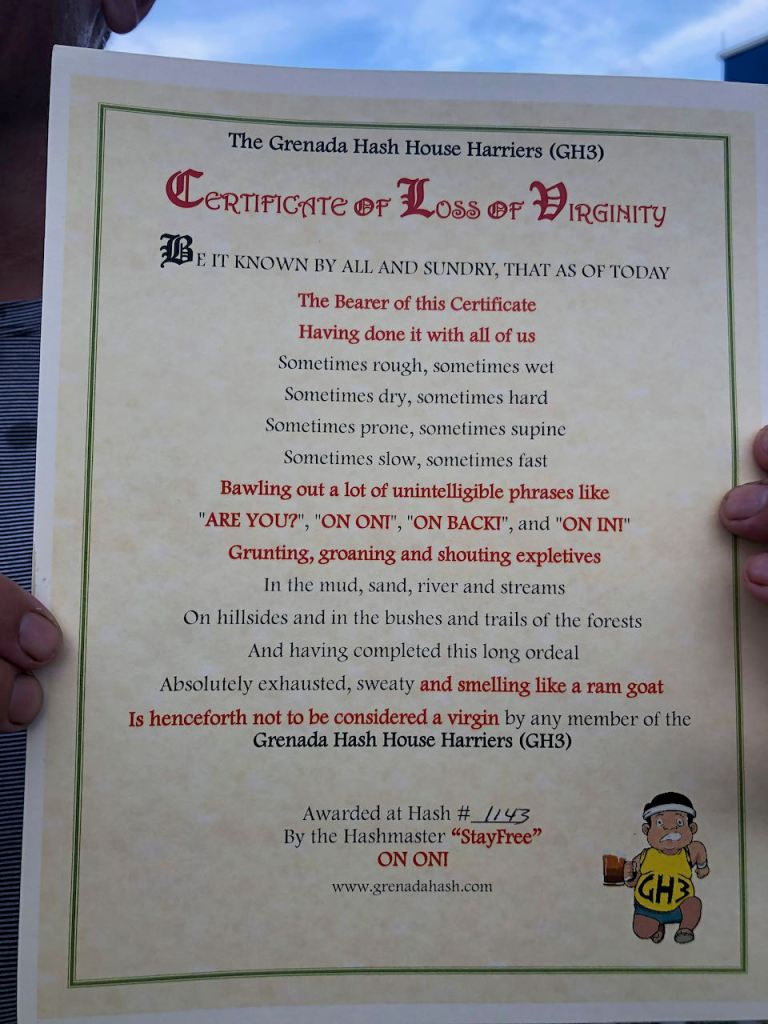 The Grenada Hash House Harriers (GH3)
Certificate of Loss of Virginity
BE IT KNOWN BY ALL AND SUNDRY, THAT AS OF TODAY
The Bearer of this Certificate
Having done it with all of us
Sometimes rough, sometimes wet
Sometimes dry, sometimes hard
Sometimes prone, sometimes supine
Sometimes slow, sometimes fast
Bawling out a lot of unintelligible phrases like
"ARE YOU?", "ON ON!", "ON BACK!", and "ON IN!"
Grunting, groaning and shouting expletives
In the mud, sand, river and streams
On hillsides and in the bushes and trails of the forests
And having completed this long ordeal
Absolutely exhausted, sweaty and smelling like a ram goat
Is henceforth not to be considered a virgin by any member of the
Grenada Hash House Harriers (GH3)
Awarded at Hash # 1143
By the Hashmaster “StayFree”
ON ON!
www.grenadahash.com
GH3